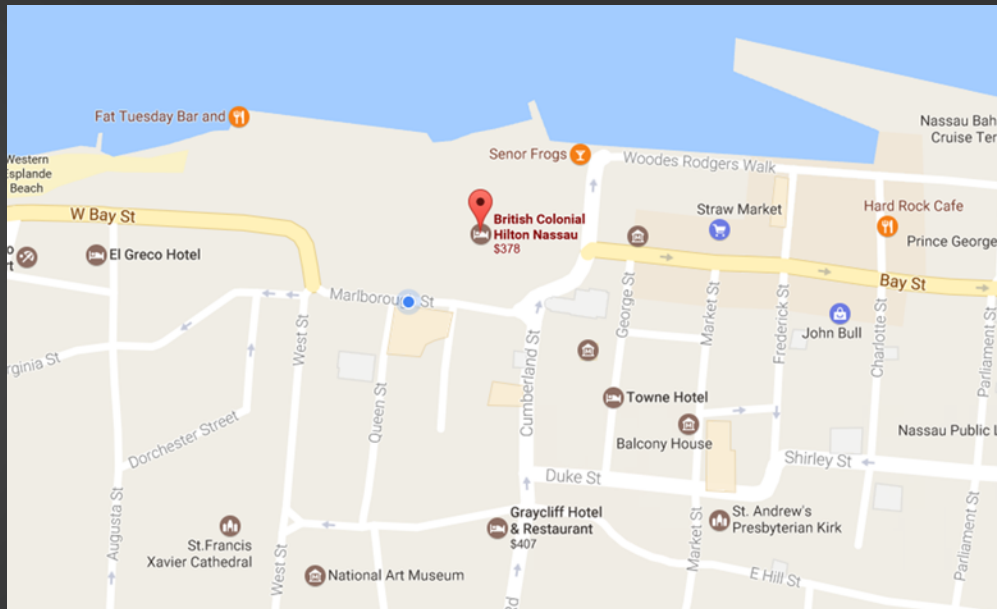 Fat Tuesday Bar and
Nassau Bah
Cruise Ter
Western
Esplande
Beach
Senor Frogs
Woodes Rodgers Walk
W Bay St
British Colonial
Hilton Nassau
$378
Straw Market
Hard Rock Cafe
Prince George
El Greco Hotel
Bay St
Marlborough St
West St
George St
Market St
Frederick St
John Bull
Charlotte St
Parliament St
rginia St
Queen St
Cumberland St
Towne Hotel
Balcony House
Nassau Public L
Dorchester Street
Shirley St
Duke St
Augusta St
St.Francis
Xavier Cathedral
West St
Graycliff Hotel
& Restaurant
$407
Market St
St. Andrew's
Presbyterian Kirk
Parliament St
National Art Museum
E Hill St
Rd